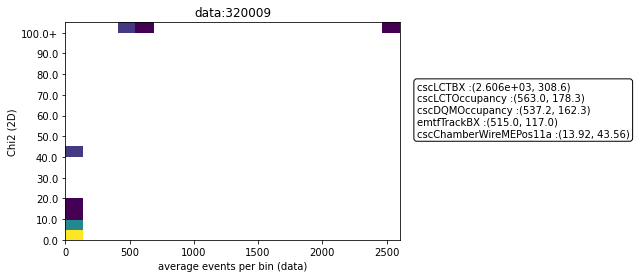 data:320009
100.0+
90.0
80.0
70.0
60.0
50.0
40.0
30.0
20.0
10.0
0.0
Chi2 (2D)
0
500
1000
1500
2000
2500
average events per bin (data)
cscLCTBX :(2.606e+03, 308.6)
cscLCTOccupancy :(563.0, 178.3)
cscDQMOccupancy :(537.2, 162.3)
emtfTrackBX :(515.0, 117.0)
cscChamberWireMEPos11a :(13.92, 43.56)